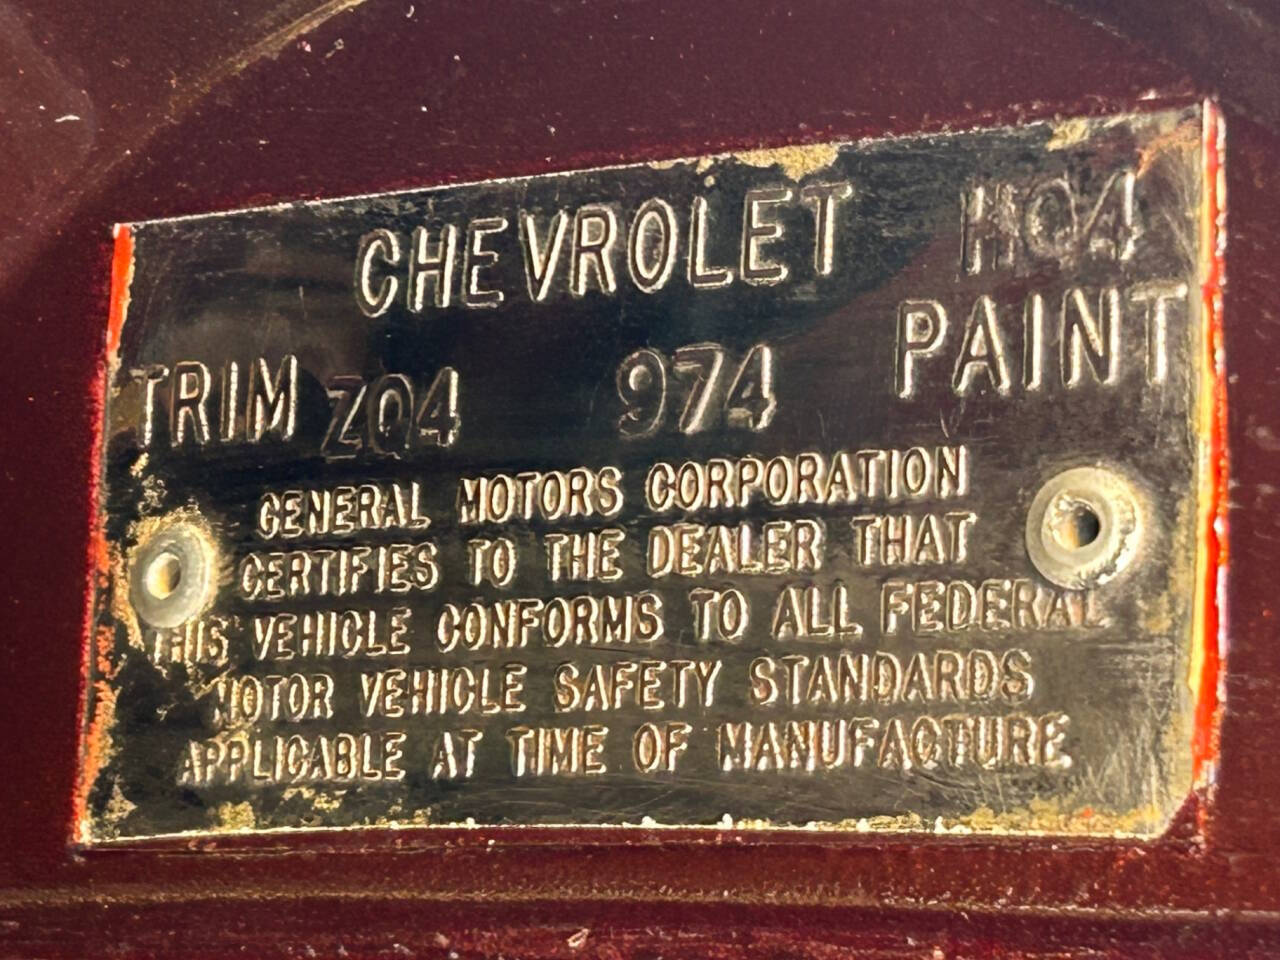 CHEVROLET H04
TRIM Z04 974 PAINT
GENERAL MOTORS CORPORATION
CERTIFIES TO THE DEALER THAT
THIS VEHICLE CONFORMS TO ALL FEDERAL
MOTOR VEHICLE SAFETY STANDARDS
APPLICABLE AT TIME OF MANUFACTURE